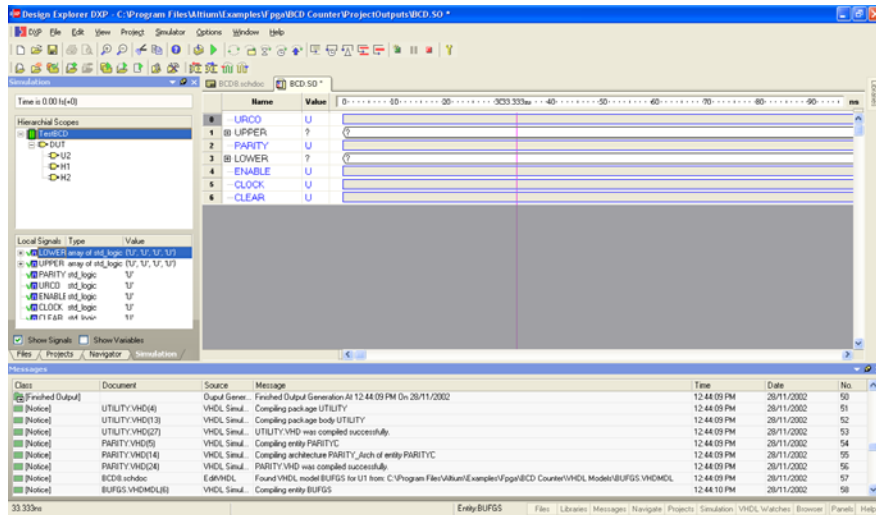 Design Explorer DXP - C:\Program Files\Altium\Examples\Fpga\BCD Counter\ProjectOutputs\BCD.SO *
DXP File Edit View Project Simulator Options Window Help
Simulation
BCD8.schdoc BCD.SO *
Time is 0.00 fs(+0)
Name Value 0 10 20 33.333ns 40 50 60 70 80 90 ns
Hierarchial Scopes
TestBCD
DUT
U2
H1
H2
0 URCO U
1 UPPER ?
2 PARITY U
3 LOWER ?
4 ENABLE U
5 CLOCK U
6 CLEAR U
Libraries
Local Signals Type Value
LOWER array of std_logic ('U', 'U', 'U', 'U')
UPPER array of std_logic ('U', 'U', 'U', 'U')
PARITY std_logic 'U'
URCO std_logic 'U'
ENABLE std_logic 'U'
CLOCK std_logic 'U'
CLEAR std_logic 'U'
Show Signals Show Variables
Files Projects Navigator Simulation
Messages
Class Document Source Message Time Date No.
[Finished Output] Ouput Gener... Finished Output Generation At 12:44:09 PM On 28/11/2002 12:44:09 PM 28/11/2002 50
[Notice] UTILITY.VHD(4) VHDL Simul... Compiling package UTILITY 12:44:09 PM 28/11/2002 51
[Notice] UTILITY.VHD(13) VHDL Simul... Compiling package body UTILITY 12:44:09 PM 28/11/2002 52
[Notice] UTILITY.VHD(27) VHDL Simul... UTILITY.VHD was compiled successfully. 12:44:09 PM 28/11/2002 53
[Notice] PARITY.VHD(5) VHDL Simul... Compiling entity PARITYC 12:44:09 PM 28/11/2002 54
[Notice] PARITY.VHD(14) VHDL Simul... Compiling architecture PARITY_Arch of entity PARITYC 12:44:09 PM 28/11/2002 55
[Notice] PARITY.VHD(24) VHDL Simul... PARITY.VHD was compiled successfully. 12:44:09 PM 28/11/2002 56
[Notice] BCD8.schdoc EditVHDL Found VHDL model BUFGS for U1 from: C:\Program Files\Altium\Examples\Fpga\BCD Counter\VHDL Models\BUFGS.VHDMDL 12:44:09 PM 28/11/2002 57
[Notice] BUFGS.VHDMDL(6) VHDL Simul... Compiling entity BUFGS 12:44:10 PM 28/11/2002 58
33.333ns Entity:BUFGS Files Libraries Messages Navigate Projects Simulation VHDL Watches Browser Panels Help